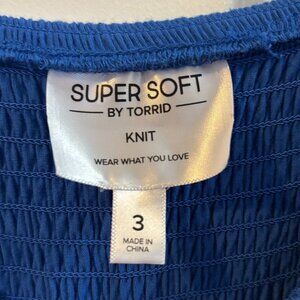 SUPER SOFT
BY TORRID
KNIT
WEAR WHAT YOU LOVE
3
MADE IN
CHINA